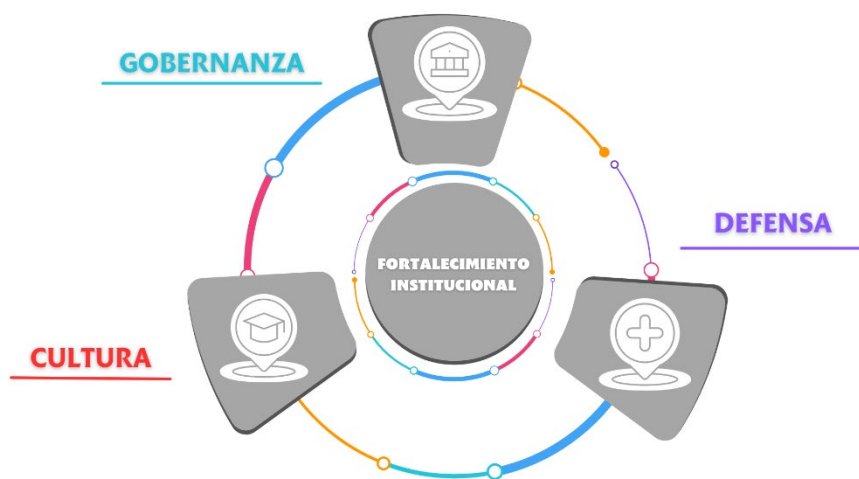 GOBERNANZA
DEFENSA
FORTALECIMIENTO
INSTITUCIONAL
CULTURA